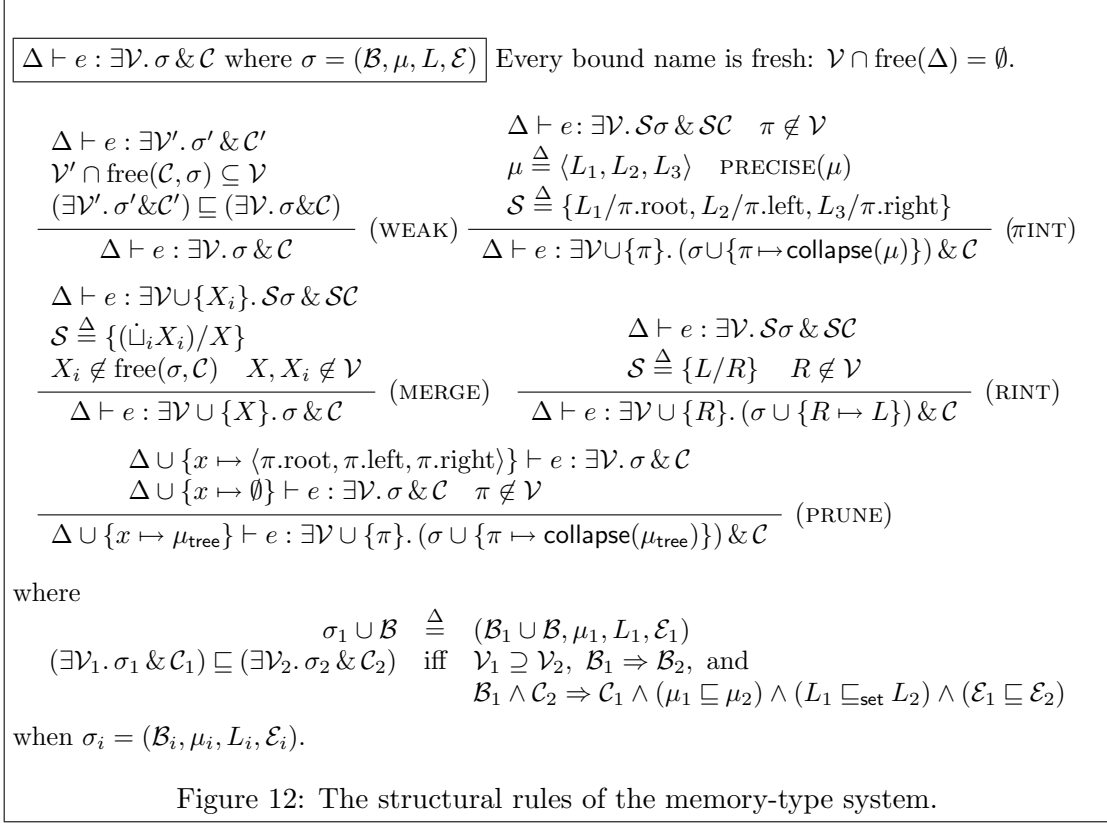 Δ ⊢ e : ∃𝒱. σ & 𝒞 where σ = (ℬ, μ, L, ℰ) Every bound name is fresh: 𝒱 ∩ free(Δ) = ∅.
Δ ⊢ e : ∃𝒱′. σ′ & 𝒞′
𝒱′ ∩ free(𝒞, σ) ⊆ 𝒱
(∃𝒱′. σ′&𝒞′) ⊑ (∃𝒱. σ&𝒞)
Δ ⊢ e : ∃𝒱. σ & 𝒞
(WEAK)
Δ ⊢ e : ∃𝒱. 𝒮σ & 𝒮𝒞 π ∉ 𝒱
μ ≜ ⟨L₁, L₂, L₃⟩ PRECISE(μ)
𝒮 ≜ {L₁/π.root, L₂/π.left, L₃/π.right}
Δ ⊢ e : ∃𝒱∪{π}. (σ∪{π ↦ collapse(μ)}) & 𝒞
(πINT)
Δ ⊢ e : ∃𝒱∪{Xᵢ}. 𝒮σ & 𝒮𝒞
𝒮 ≜ {(⊔̇ᵢXᵢ)/X}
Xᵢ ∉ free(σ, 𝒞) X, Xᵢ ∉ 𝒱
Δ ⊢ e : ∃𝒱 ∪ {X}. σ & 𝒞
(MERGE)
Δ ⊢ e : ∃𝒱. 𝒮σ & 𝒮𝒞
𝒮 ≜ {L/R} R ∉ 𝒱
Δ ⊢ e : ∃𝒱 ∪ {R}. (σ ∪ {R ↦ L}) & 𝒞
(RINT)
Δ ∪ {x ↦ ⟨π.root, π.left, π.right⟩} ⊢ e : ∃𝒱. σ & 𝒞
Δ ∪ {x ↦ ∅} ⊢ e : ∃𝒱. σ & 𝒞 π ∉ 𝒱
Δ ∪ {x ↦ μ_tree} ⊢ e : ∃𝒱 ∪ {π}. (σ ∪ {π ↦ collapse(μ_tree)}) & 𝒞
(PRUNE)
where
σ₁ ∪ ℬ ≜ (ℬ₁ ∪ ℬ, μ₁, L₁, ℰ₁)
(∃𝒱₁. σ₁ & 𝒞₁) ⊑ (∃𝒱₂. σ₂ & 𝒞₂) iff 𝒱₁ ⊇ 𝒱₂, ℬ₁ ⇒ ℬ₂, and
ℬ₁ ∧ 𝒞₂ ⇒ 𝒞₁ ∧ (μ₁ ⊑ μ₂) ∧ (L₁ ⊑_set L₂) ∧ (ℰ₁ ⊑ ℰ₂)
when σᵢ = (ℬᵢ, μᵢ, Lᵢ, ℰᵢ).
Figure 12: The structural rules of the memory-type system.